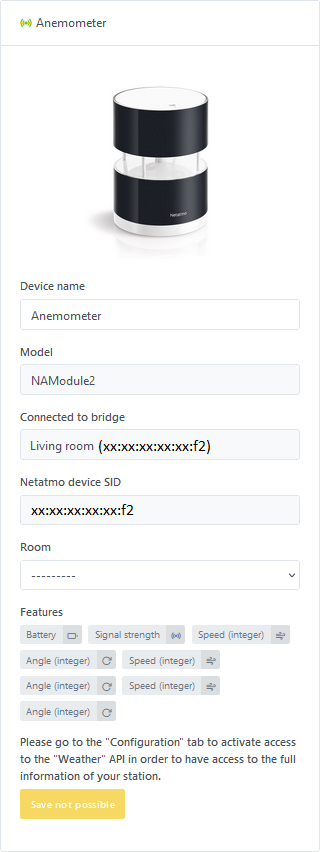 Anemometer
Netatmo
Device name
Anemometer
Model
NAModule2
Connected to bridge
Living room (xx:xx:xx:xx:xx:f2)
Netatmo device SID
xx:xx:xx:xx:xx:f2
Room
---------
Features
Battery Signal strength Speed (integer)
Angle (integer) Speed (integer)
Angle (integer) Speed (integer)
Angle (integer)
Please go to the "Configuration" tab to activate access
to the "Weather" API in order to have access to the full
information of your station.
Save not possible